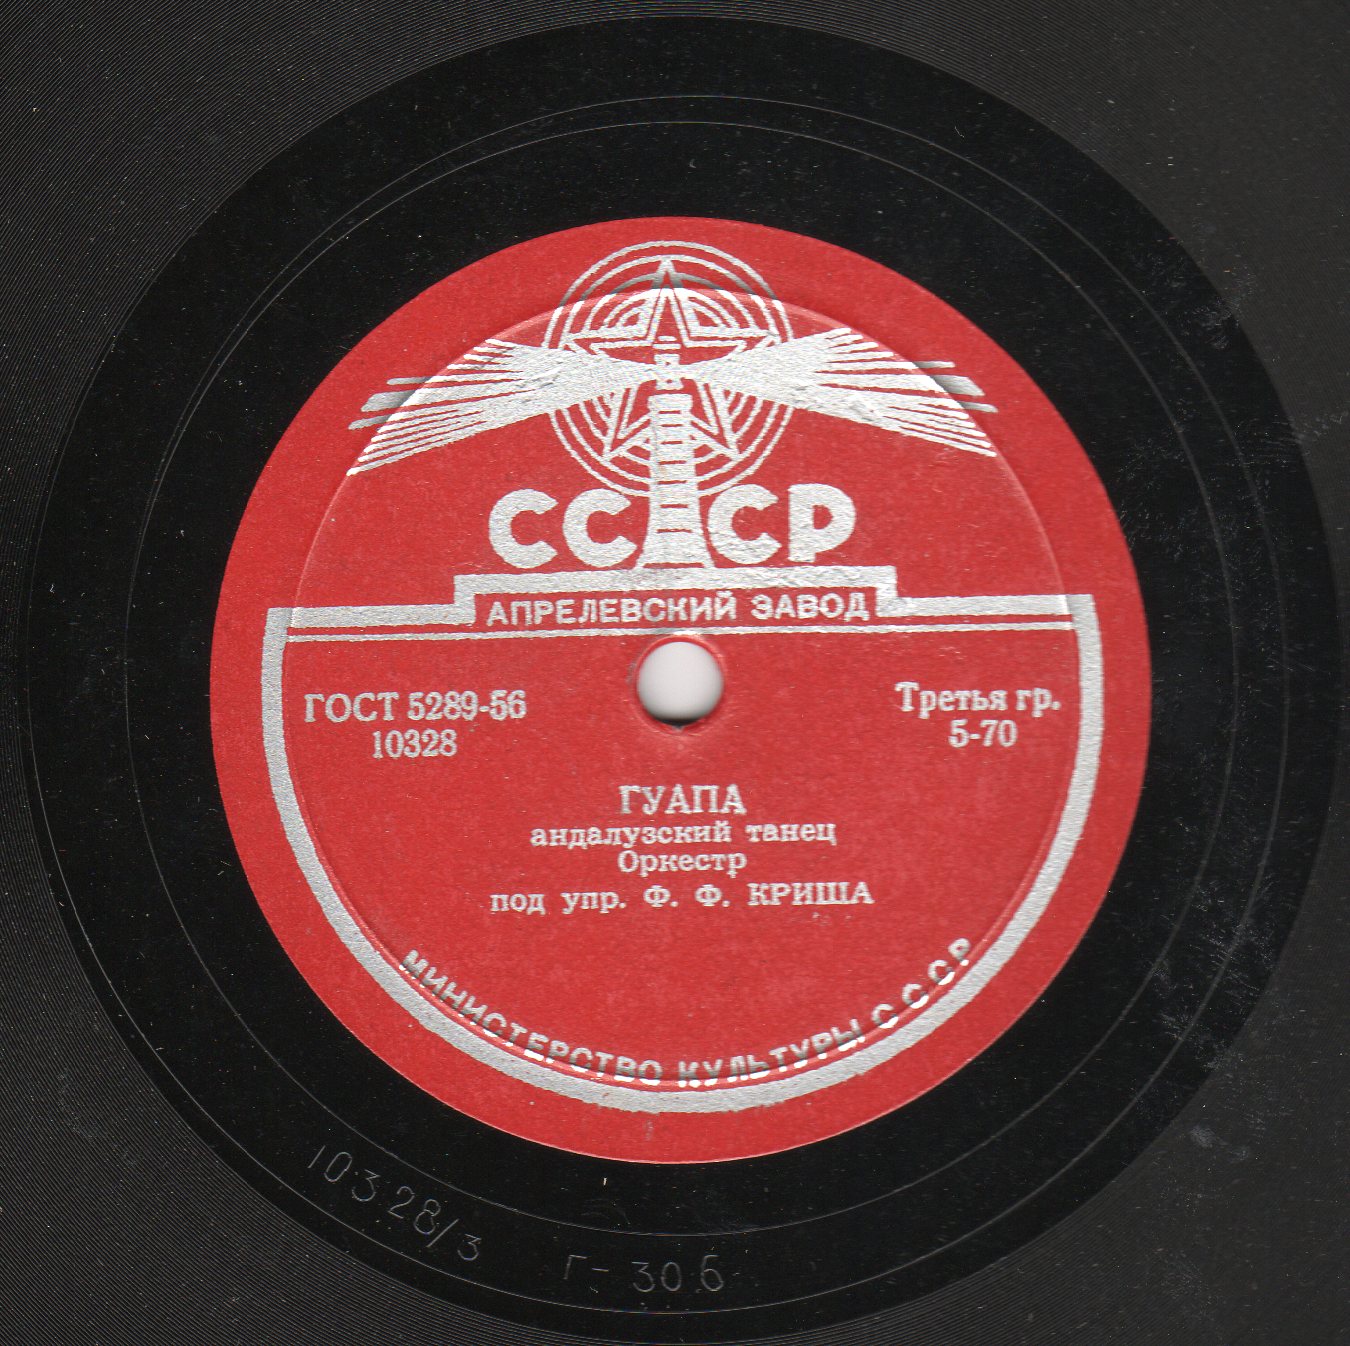 СССР
АПРЕЛЕВСКИЙ ЗАВОД
ГОСТ 5289-56
10328
Третья гр.
5-70
ГУАПА
андалузский танец
Оркестр
под упр. Ф. Ф. КРИША
МИНИСТЕРСТВО КУЛЬТУРЫ СССР
10328/3
Г-306